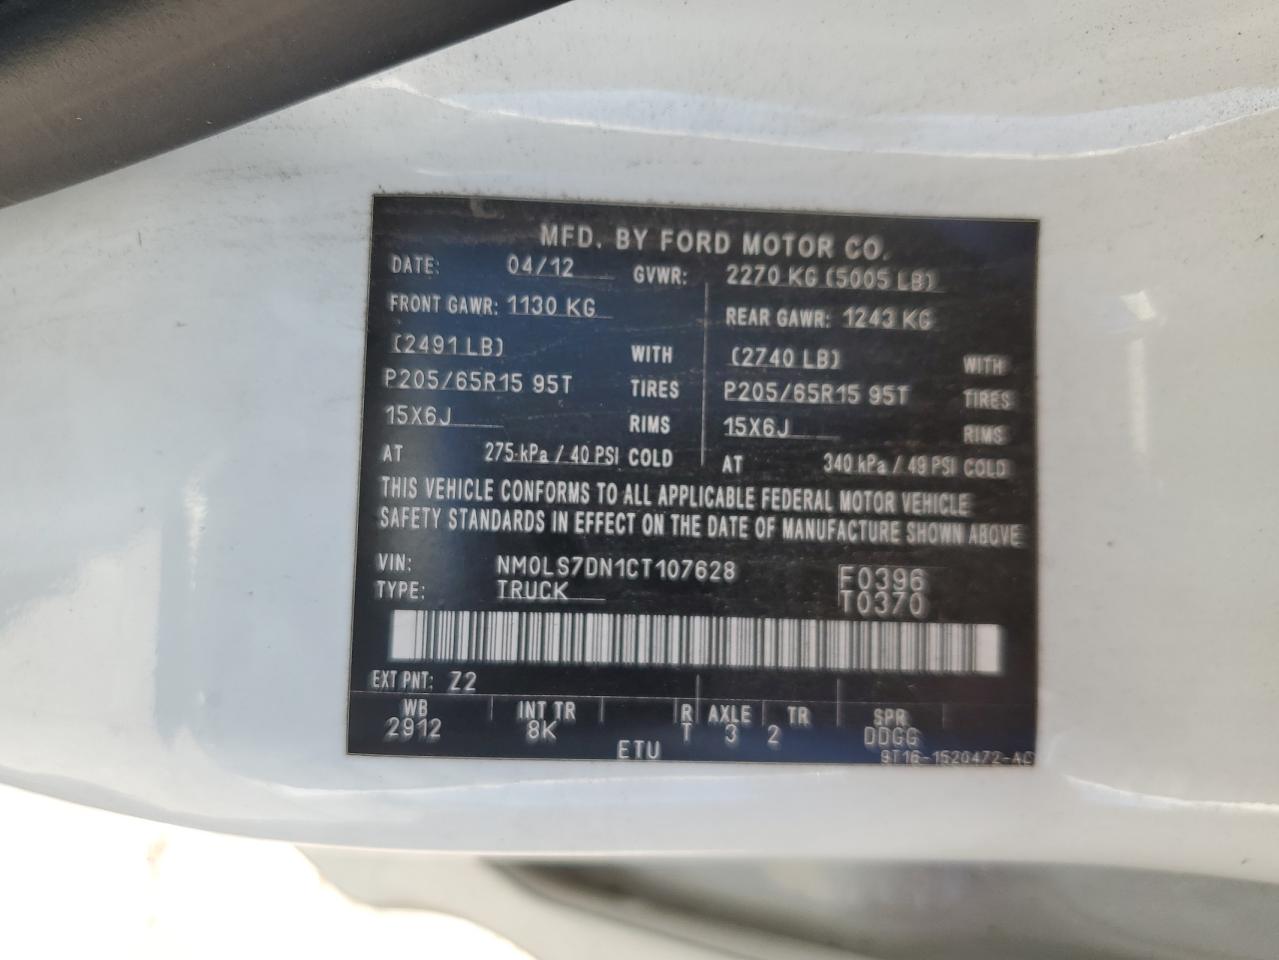 MFD. BY FORD MOTOR CO.
DATE: 04/12 GVWR: 2270 KG (5005 LB)
FRONT GAWR: 1130 KG REAR GAWR: 1243 KG
(2491 LB) WITH (2740 LB) WITH
P205/65R15 95T TIRES P205/65R15 95T TIRES
15X6J RIMS 15X6J RIMS
AT 275 kPa / 40 PSI COLD AT 340 kPa / 49 PSI COLD
THIS VEHICLE CONFORMS TO ALL APPLICABLE FEDERAL MOTOR VEHICLE
SAFETY STANDARDS IN EFFECT ON THE DATE OF MANUFACTURE SHOWN ABOVE
VIN: NM0LS7DN1CT107628 F0396
TYPE: TRUCK T0370
EXT PNT: Z2
WB INT TR R AXLE TR SPR
2912 8K T 3 2 DDGG
ETU 9T16-1520472-AC